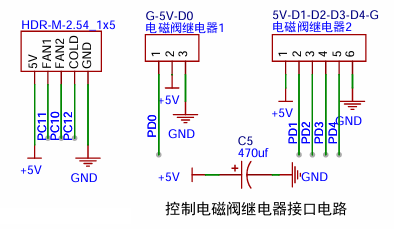 HDR-M-2.54_1x5
5V
FAN1
FAN2
COLD
GND
PC11
PC10
PC12
+5V
GND
G-5V-D0
电磁阀继电器1
1
2
3
+5V
PD0
GND
5V-D1-D2-D3-D4-G
电磁阀继电器2
1
2
3
4
5
6
+5V
PD1
PD2
PD3
PD4
GND
C5
470uf
+5V
+
GND
控制电磁阀继电器接口电路